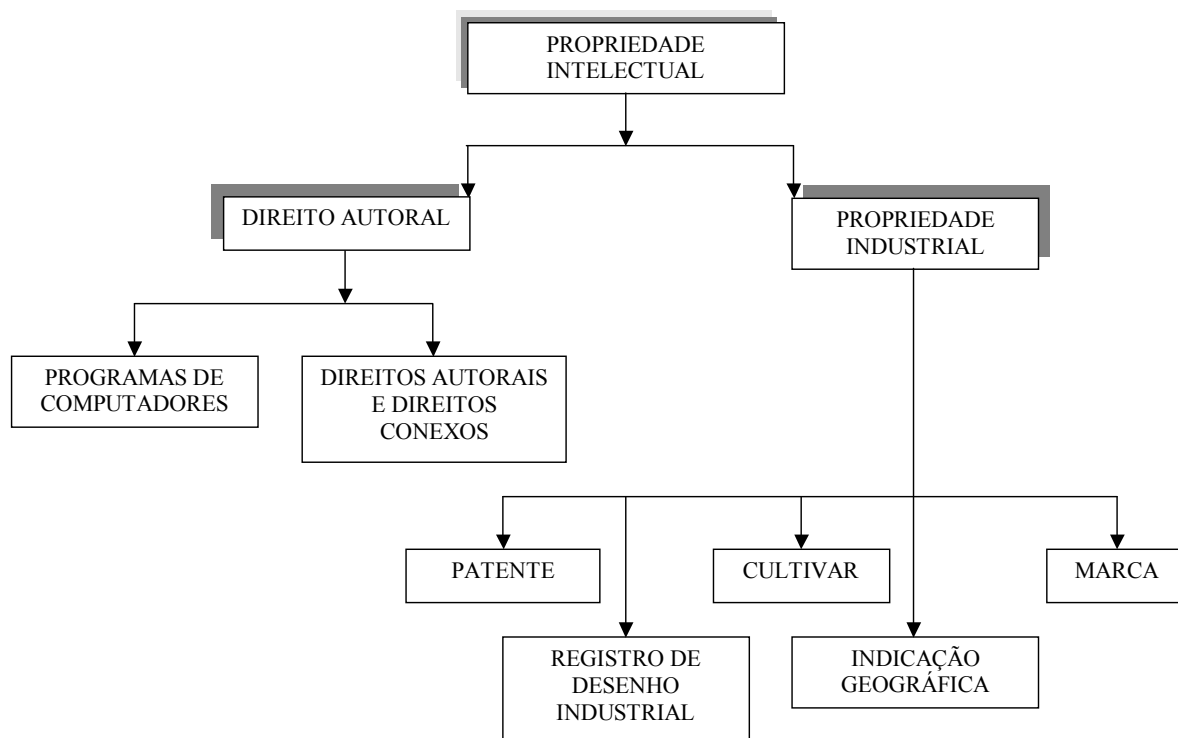 PROPRIEDADE
INTELECTUAL
DIREITO AUTORAL
PROPRIEDADE
INDUSTRIAL
PROGRAMAS DE
COMPUTADORES
DIREITOS AUTORAIS
E DIREITOS
CONEXOS
PATENTE
CULTIVAR
MARCA
REGISTRO DE
DESENHO
INDUSTRIAL
INDICAÇÃO
GEOGRÁFICA